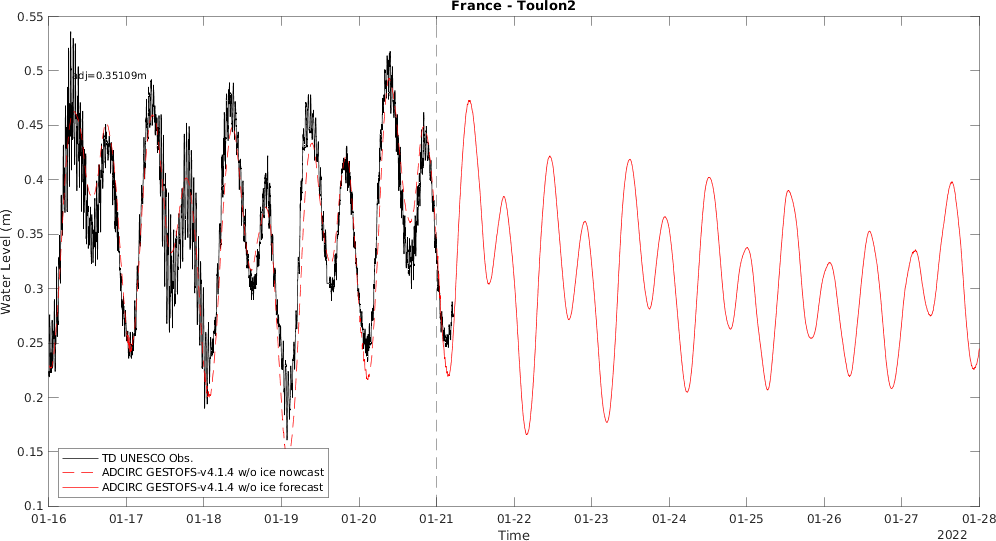 France - Toulon2
0.55
0.5
0.45
0.4
0.35
0.3
0.25
0.2
0.15
0.1
Water Level (m)
adj=0.35109m
TD UNESCO Obs.
ADCIRC GESTOFS-v4.1.4 w/o ice nowcast
ADCIRC GESTOFS-v4.1.4 w/o ice forecast
01-16 01-17 01-18 01-19 01-20 01-21 01-22 01-23 01-24 01-25 01-26 01-27 01-28
Time
2022